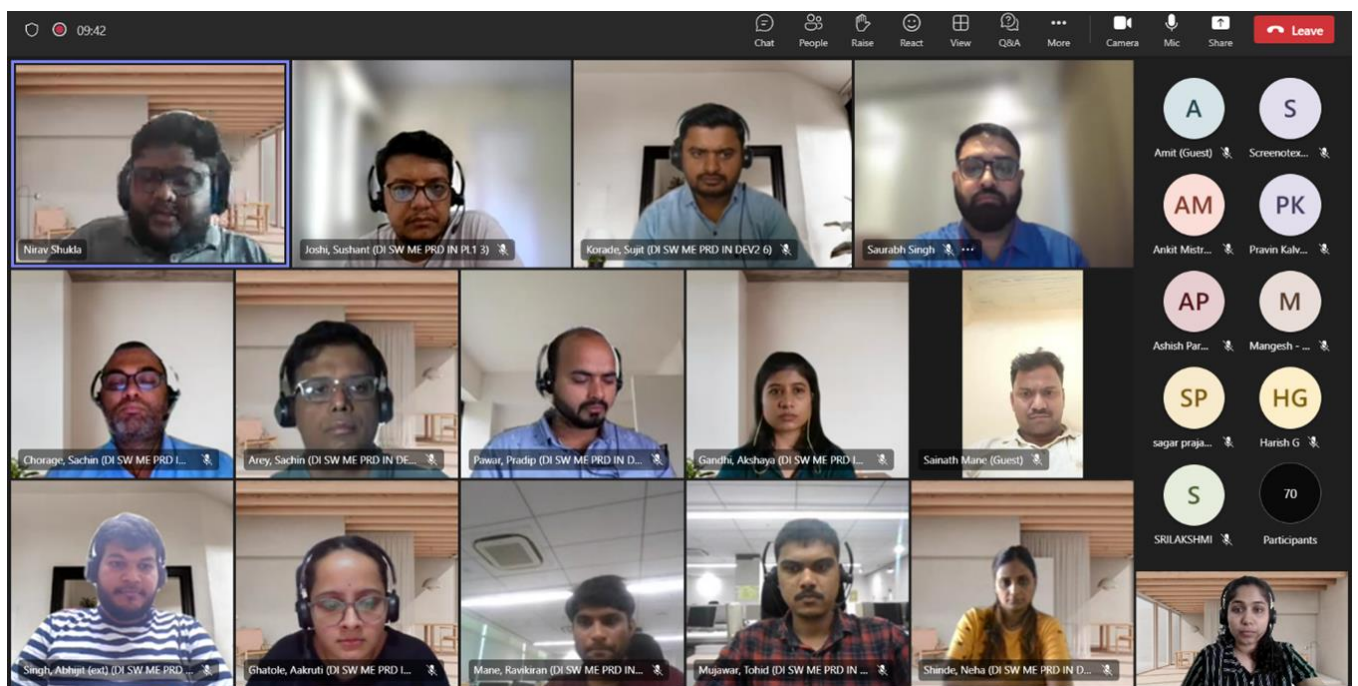 09:42
Chat People Raise React View Q&A More Camera Mic Share Leave
Nirav Shukla
Joshi, Sushant (DI SW ME PRD IN PL1 3)
Korade, Sujit (DI SW ME PRD IN DEV2 6)
Saurabh Singh
A S
Amit (Guest) Screenotex...
AM PK
Ankit Mistr... Pravin Kalv...
AP M
Ashish Par... Mangesh - ...
SP HG
sagar praja... Harish G
S 70
SRILAKSHMI Participants
Chorage, Sachin (DI SW ME PRD I...
Arey, Sachin (DI SW ME PRD IN DE...
Pawar, Pradip (DI SW ME PRD IN D...
Gandhi, Akshaya (DI SW ME PRD I...
Sainath Mane (Guest)
Singh, Abhijit (ext) (DI SW ME PRD ...
Ghatole, Aakruti (DI SW ME PRD I...
Mane, Ravikiran (DI SW ME PRD IN...
Mujawar, Tohid (DI SW ME PRD IN ...
Shinde, Neha (DI SW ME PRD IN D...